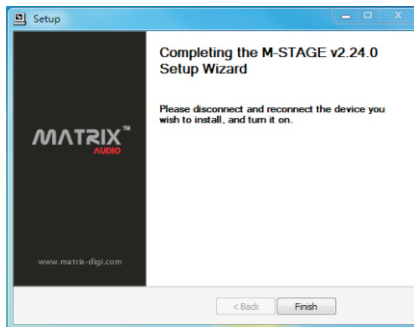 Setup
Completing the M-STAGE v2.24.0
Setup Wizard
Please disconnect and reconnect the device you
wish to install, and turn it on.
MATRIX™
AUDIO
www.matrix-digi.com
< Back
Finish